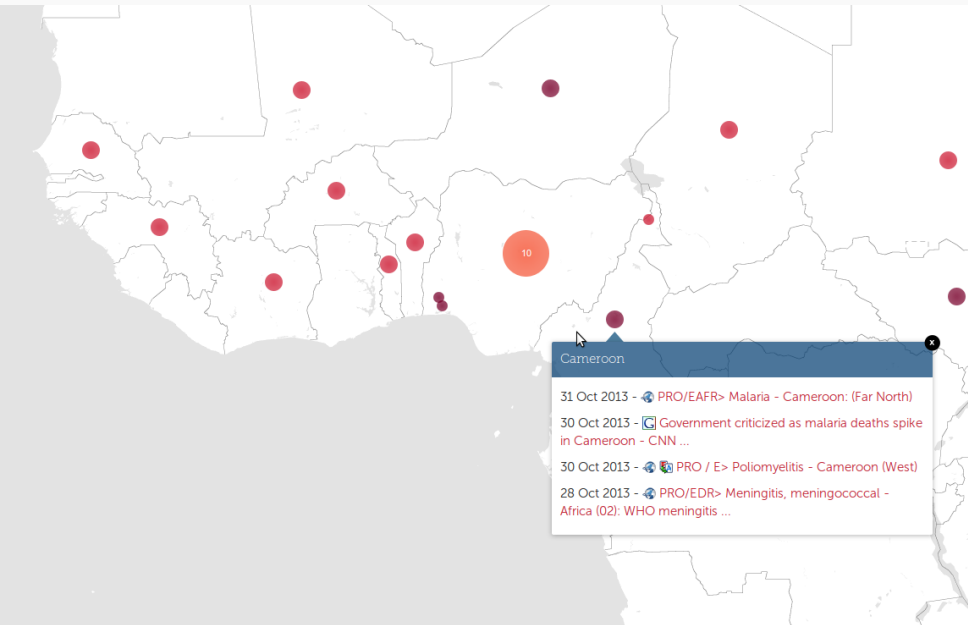 10
x
Cameroon
31 Oct 2013 - PRO/EAFR> Malaria - Cameroon: (Far North)
30 Oct 2013 - G Government criticized as malaria deaths spike
in Cameroon - CNN ...
30 Oct 2013 - PRO / E> Poliomyelitis - Cameroon (West)
28 Oct 2013 - PRO/EDR> Meningitis, meningococcal -
Africa (02): WHO meningitis ...